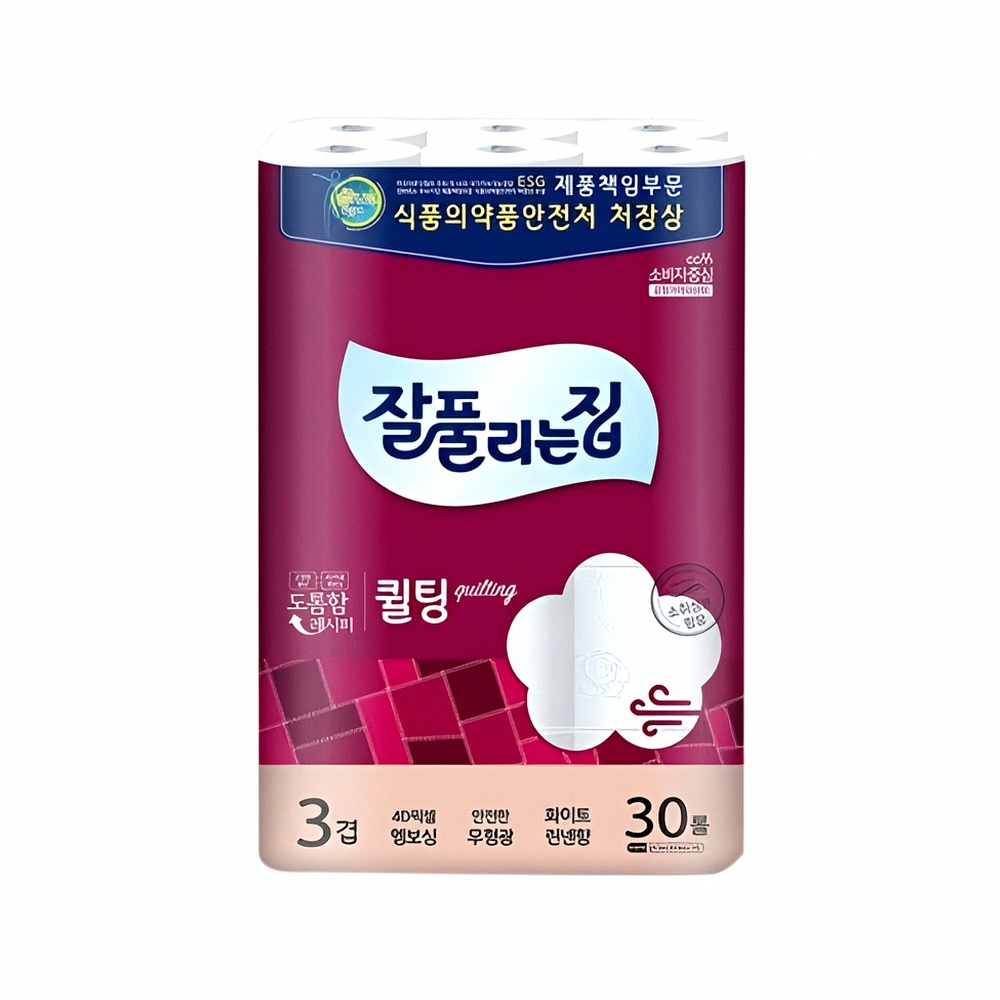 ESG 제품책임부문
식품의약품안전처 처장상
ccm
소비자중심
잘풀리는집
도톰함
레시피
퀼팅 quilting
3겹
4D픽셀
엠보싱
안전한
무형광
화이트
린넨향
30롤